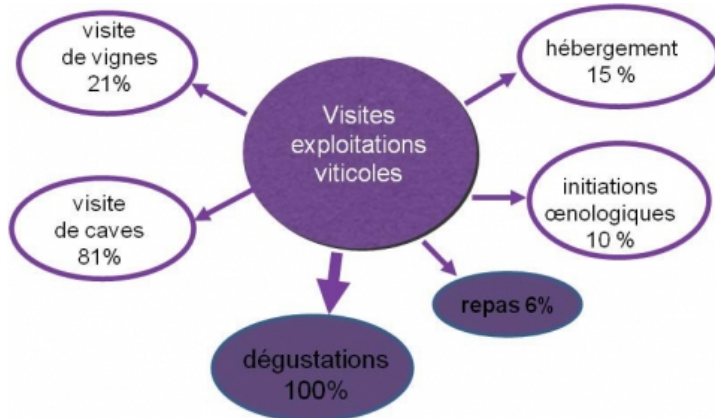 visite
de vignes
21%
hébergement
15 %
Visites
exploitations
viticoles
visite
de caves
81%
initiations
œnologiques
10 %
repas 6%
dégustations
100%